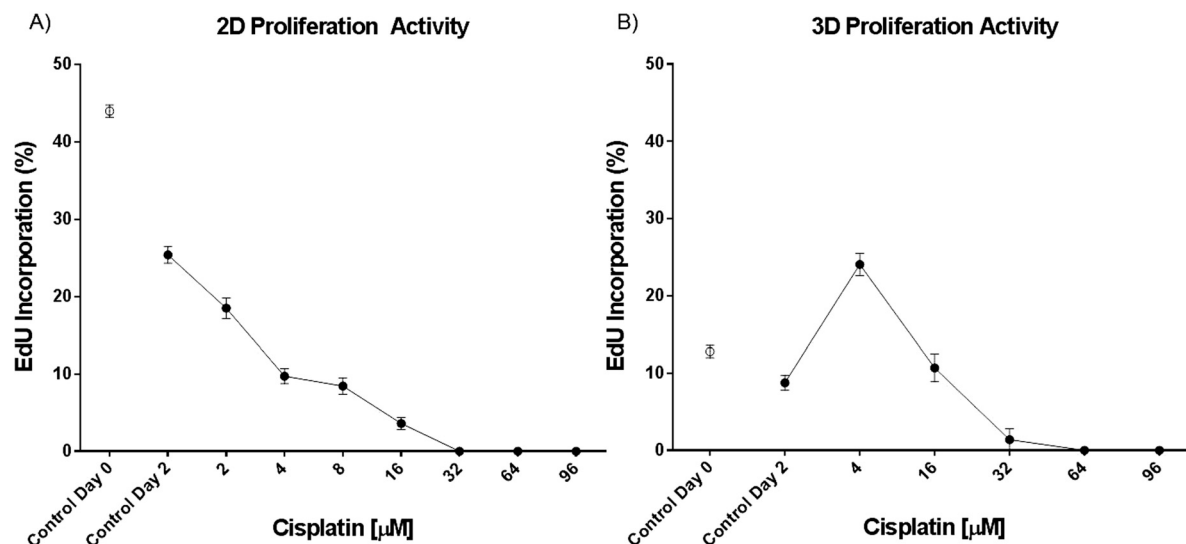 A) 2D Proliferation Activity
EdU Incorporation (%)
50
40
30
20
10
0
Control Day 0
Control Day 2
2
4
8
16
32
64
96
Cisplatin [μM]
B) 3D Proliferation Activity
EdU Incorporation (%)
50
40
30
20
10
0
Control Day 0
Control Day 2
4
16
32
64
96
Cisplatin [μM]